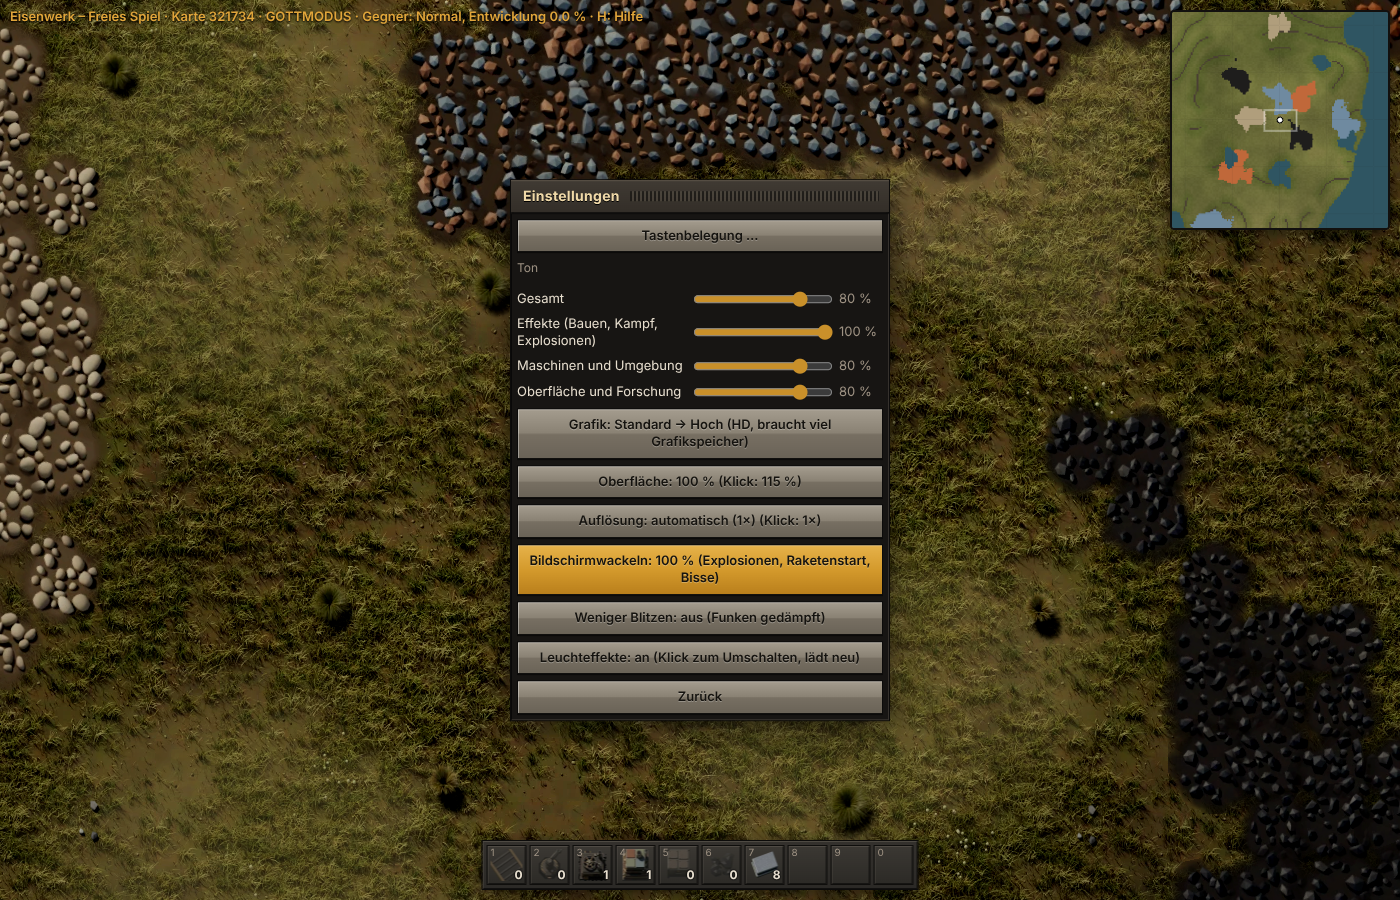 Eisenwerk – Freies Spiel · Karte 321734 · GOTTMODUS · Gegner: Normal, Entwicklung 0.0 % · H: Hilfe
Einstellungen
Tastenbelegung ...
Ton
Gesamt 80 %
Effekte (Bauen, Kampf,
Explosionen) 100 %
Maschinen und Umgebung 80 %
Oberfläche und Forschung 80 %
Grafik: Standard → Hoch (HD, braucht viel
Grafikspeicher)
Oberfläche: 100 % (Klick: 115 %)
Auflösung: automatisch (1×) (Klick: 1×)
Bildschirmwackeln: 100 % (Explosionen, Raketenstart,
Bisse)
Weniger Blitzen: aus (Funken gedämpft)
Leuchteffekte: an (Klick zum Umschalten, lädt neu)
Zurück
1 2 3 4 5 6 7 8 9 0
0 0 1 1 0 0 8